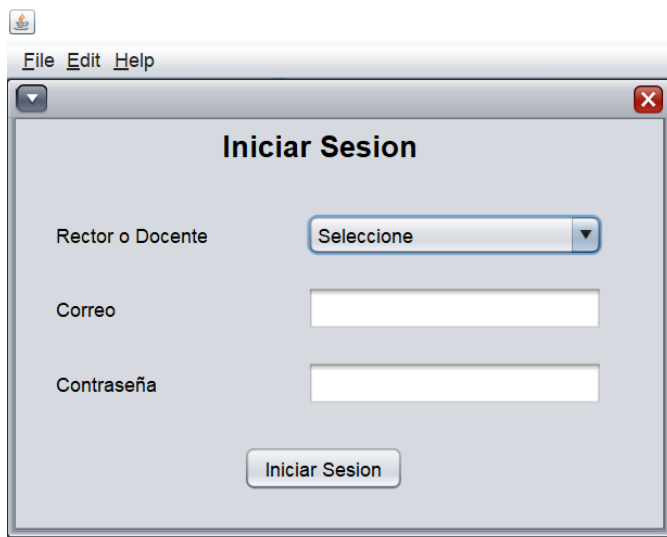 File Edit Help
Iniciar Sesion
Rector o Docente Seleccione
Correo
Contraseña
Iniciar Sesion